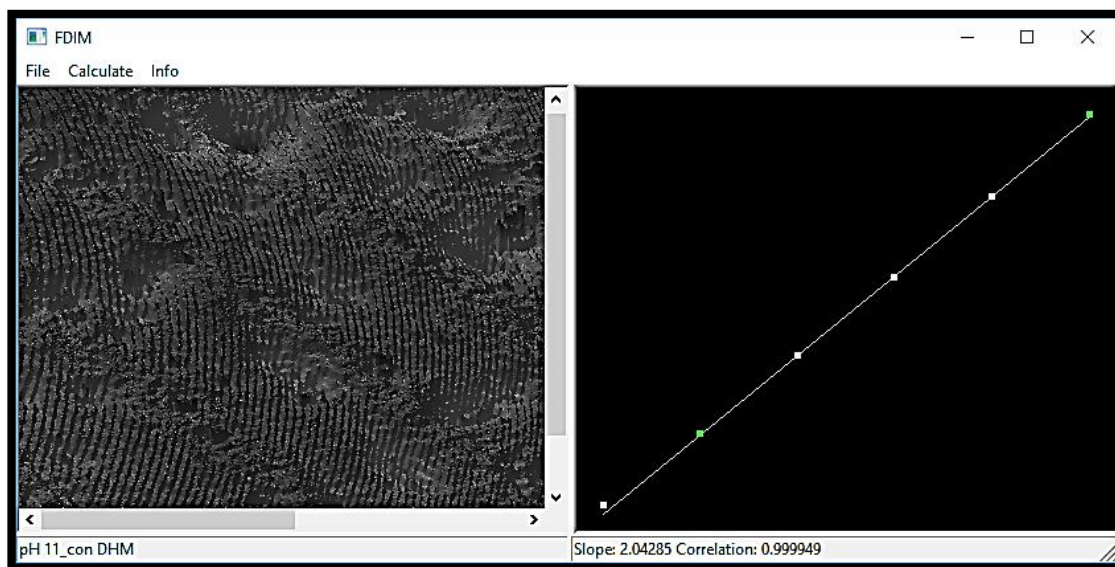 FDIM
File Calculate Info
pH 11_con DHM
Slope: 2.04285 Correlation: 0.999949